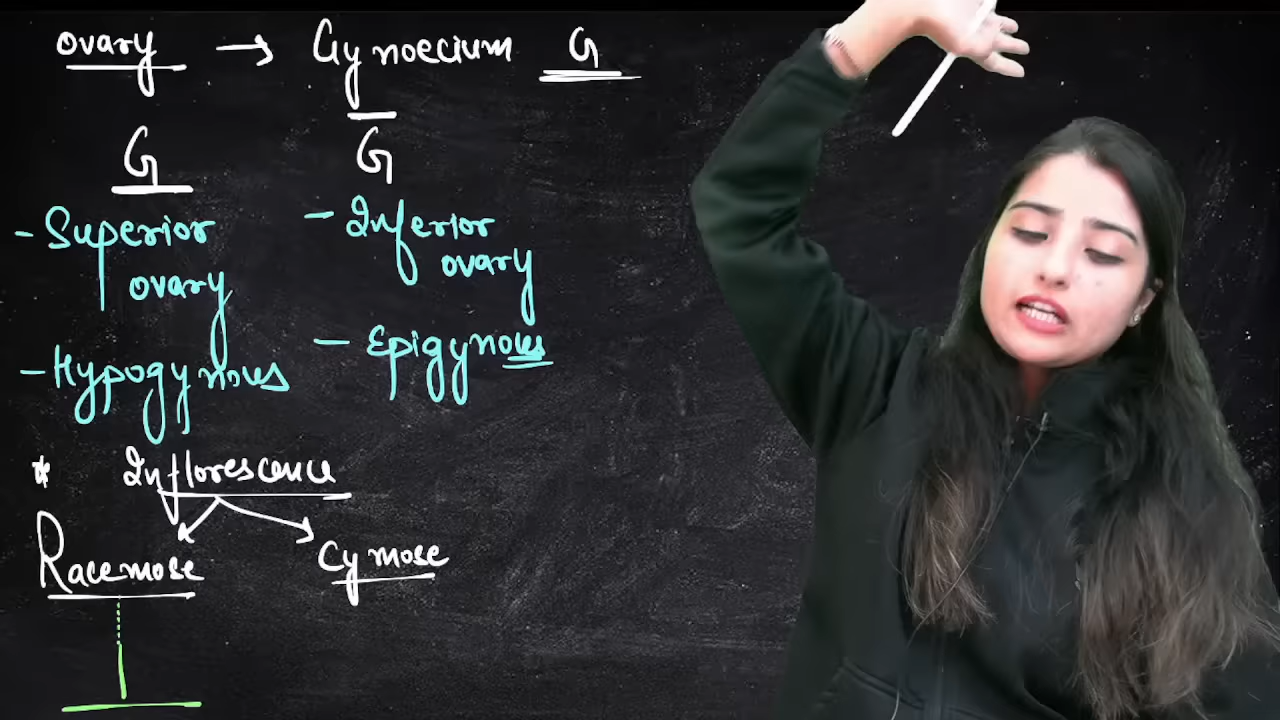 ovary → Gynoecium G
G G
- Superior ovary
- Inferior ovary
- Hypogynous
- Epigynous
* Inflorescence
Racemose
Cymose